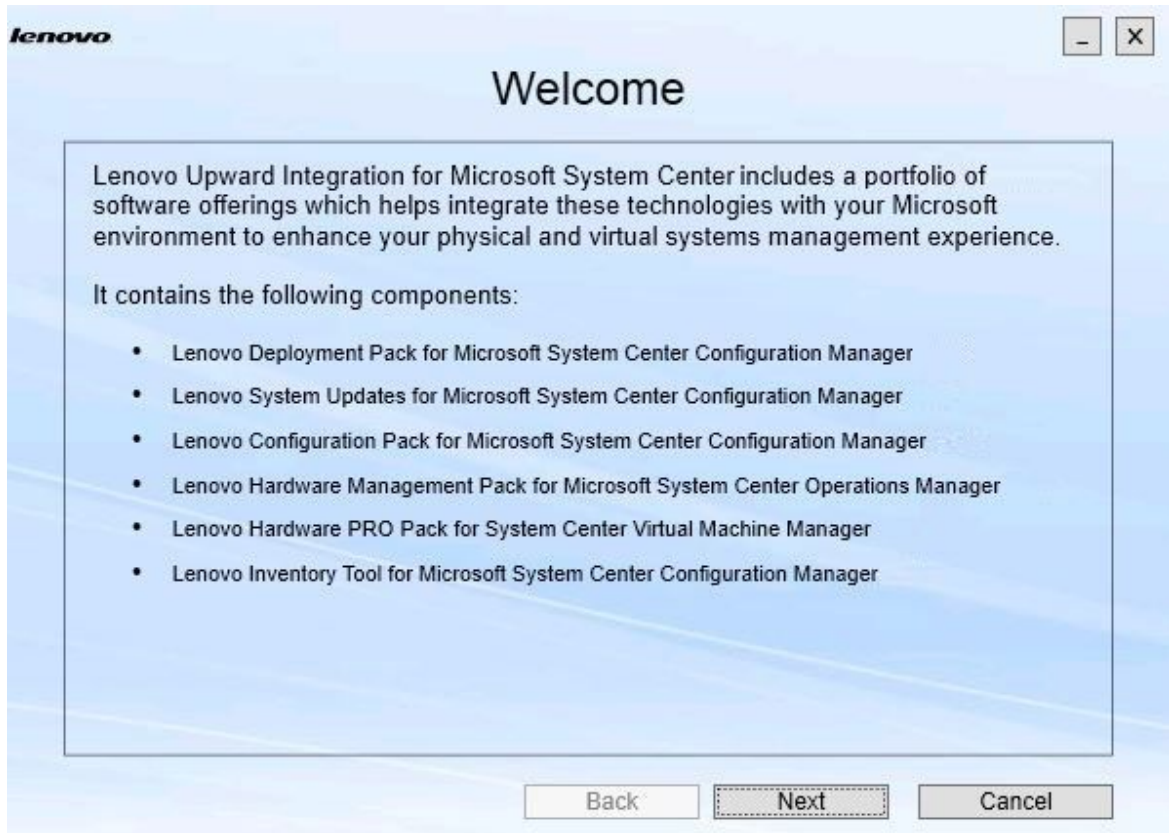 lenovo
Welcome
Lenovo Upward Integration for Microsoft System Center includes a portfolio of
software offerings which helps integrate these technologies with your Microsoft
environment to enhance your physical and virtual systems management experience.
It contains the following components:
• Lenovo Deployment Pack for Microsoft System Center Configuration Manager
• Lenovo System Updates for Microsoft System Center Configuration Manager
• Lenovo Configuration Pack for Microsoft System Center Configuration Manager
• Lenovo Hardware Management Pack for Microsoft System Center Operations Manager
• Lenovo Hardware PRO Pack for System Center Virtual Machine Manager
• Lenovo Inventory Tool for Microsoft System Center Configuration Manager
Back Next Cancel